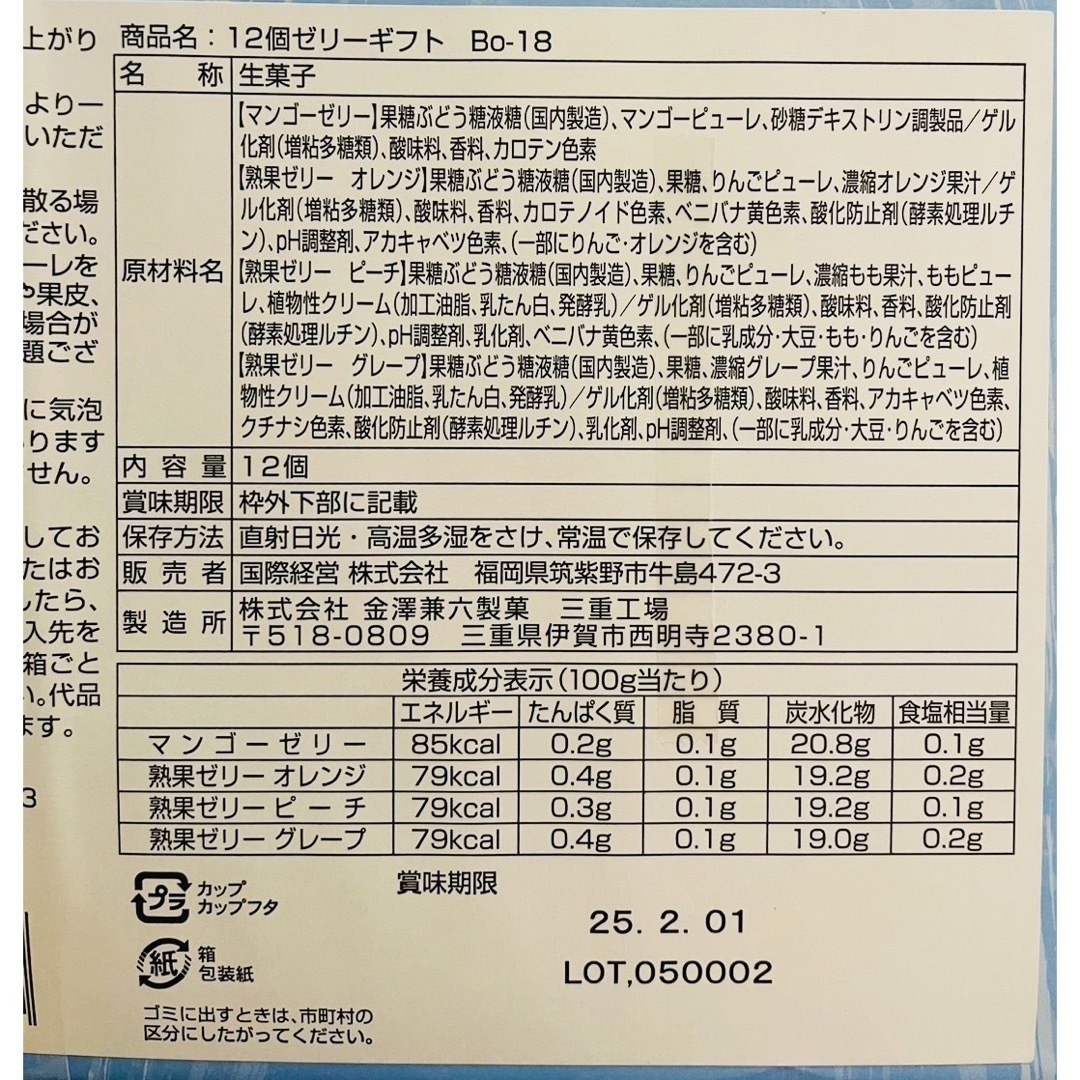 上がり
より一
いただ
散る場
ださい。
ーレを
や果皮、
場合が
題ござ
に気泡
ります
せん。
してお
たはお
したら、
入先を
箱ごと
い。代品
ます。
3
商品名：12個ゼリーギフト Bo-18
名 称 生菓子
原材料名
【マンゴーゼリー】果糖ぶどう糖液糖(国内製造)、マンゴーピューレ、砂糖デキストリン調製品／ゲル
化剤(増粘多糖類)、酸味料、香料、カロテン色素
【熟果ゼリー オレンジ】果糖ぶどう糖液糖(国内製造)、果糖、りんごピューレ、濃縮オレンジ果汁／ゲ
ル化剤(増粘多糖類)、酸味料、香料、カロテノイド色素、ベニバナ黄色素、酸化防止剤(酵素処理ルチ
ン)、pH調整剤、アカキャベツ色素、(一部にりんご・オレンジを含む)
【熟果ゼリー ピーチ】果糖ぶどう糖液糖(国内製造)、果糖、りんごピューレ、濃縮もも果汁、ももピュー
レ、植物性クリーム(加工油脂、乳たん白、発酵乳)／ゲル化剤(増粘多糖類)、酸味料、香料、酸化防止剤
(酵素処理ルチン)、pH調整剤、乳化剤、ベニバナ黄色素、(一部に乳成分・大豆・もも・りんごを含む)
【熟果ゼリー グレープ】果糖ぶどう糖液糖(国内製造)、果糖、濃縮グレープ果汁、りんごピューレ、植
物性クリーム(加工油脂、乳たん白、発酵乳)／ゲル化剤(増粘多糖類)、酸味料、香料、アカキャベツ色素、
クチナシ色素、酸化防止剤(酵素処理ルチン)、乳化剤、pH調整剤、(一部に乳成分・大豆・りんごを含む)
内容量 12個
賞味期限 枠外下部に記載
保存方法 直射日光・高温多湿をさけ、常温で保存してください。
販売者 国際経営 株式会社 福岡県筑紫野市牛島472-3
製造所 株式会社 金澤兼六製菓 三重工場
〒518-0809 三重県伊賀市西明寺2380-1
栄養成分表示(100g当たり)
エネルギー たんぱく質 脂 質 炭水化物 食塩相当量
マンゴーゼリー 85kcal 0.2g 0.1g 20.8g 0.1g
熟果ゼリー オレンジ 79kcal 0.4g 0.1g 19.2g 0.2g
熟果ゼリー ピーチ 79kcal 0.3g 0.1g 19.2g 0.1g
熟果ゼリー グレープ 79kcal 0.4g 0.1g 19.0g 0.2g
プラ カップ
カップフタ
紙 箱
包装紙
ゴミに出すときは、市町村の
区分にしたがってください。
賞味期限
25. 2. 01
LOT,050002